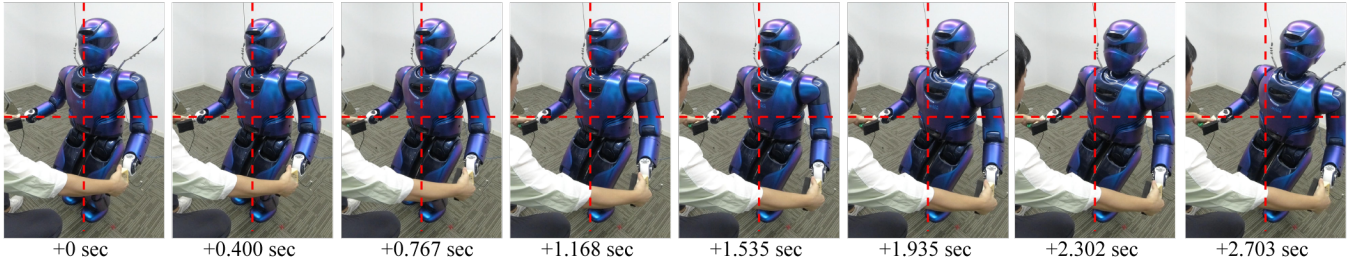 +0 sec
+0.400 sec
+0.767 sec
+1.168 sec
+1.535 sec
+1.935 sec
+2.302 sec
+2.703 sec